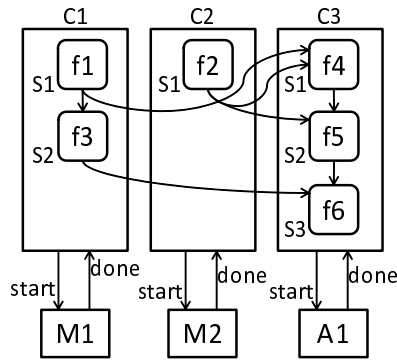 C1 C2 C3
f1 f2 f4
S1 S1 S1
f3 f5
S2 S2
f6
S3
start done start done start done
M1 M2 A1